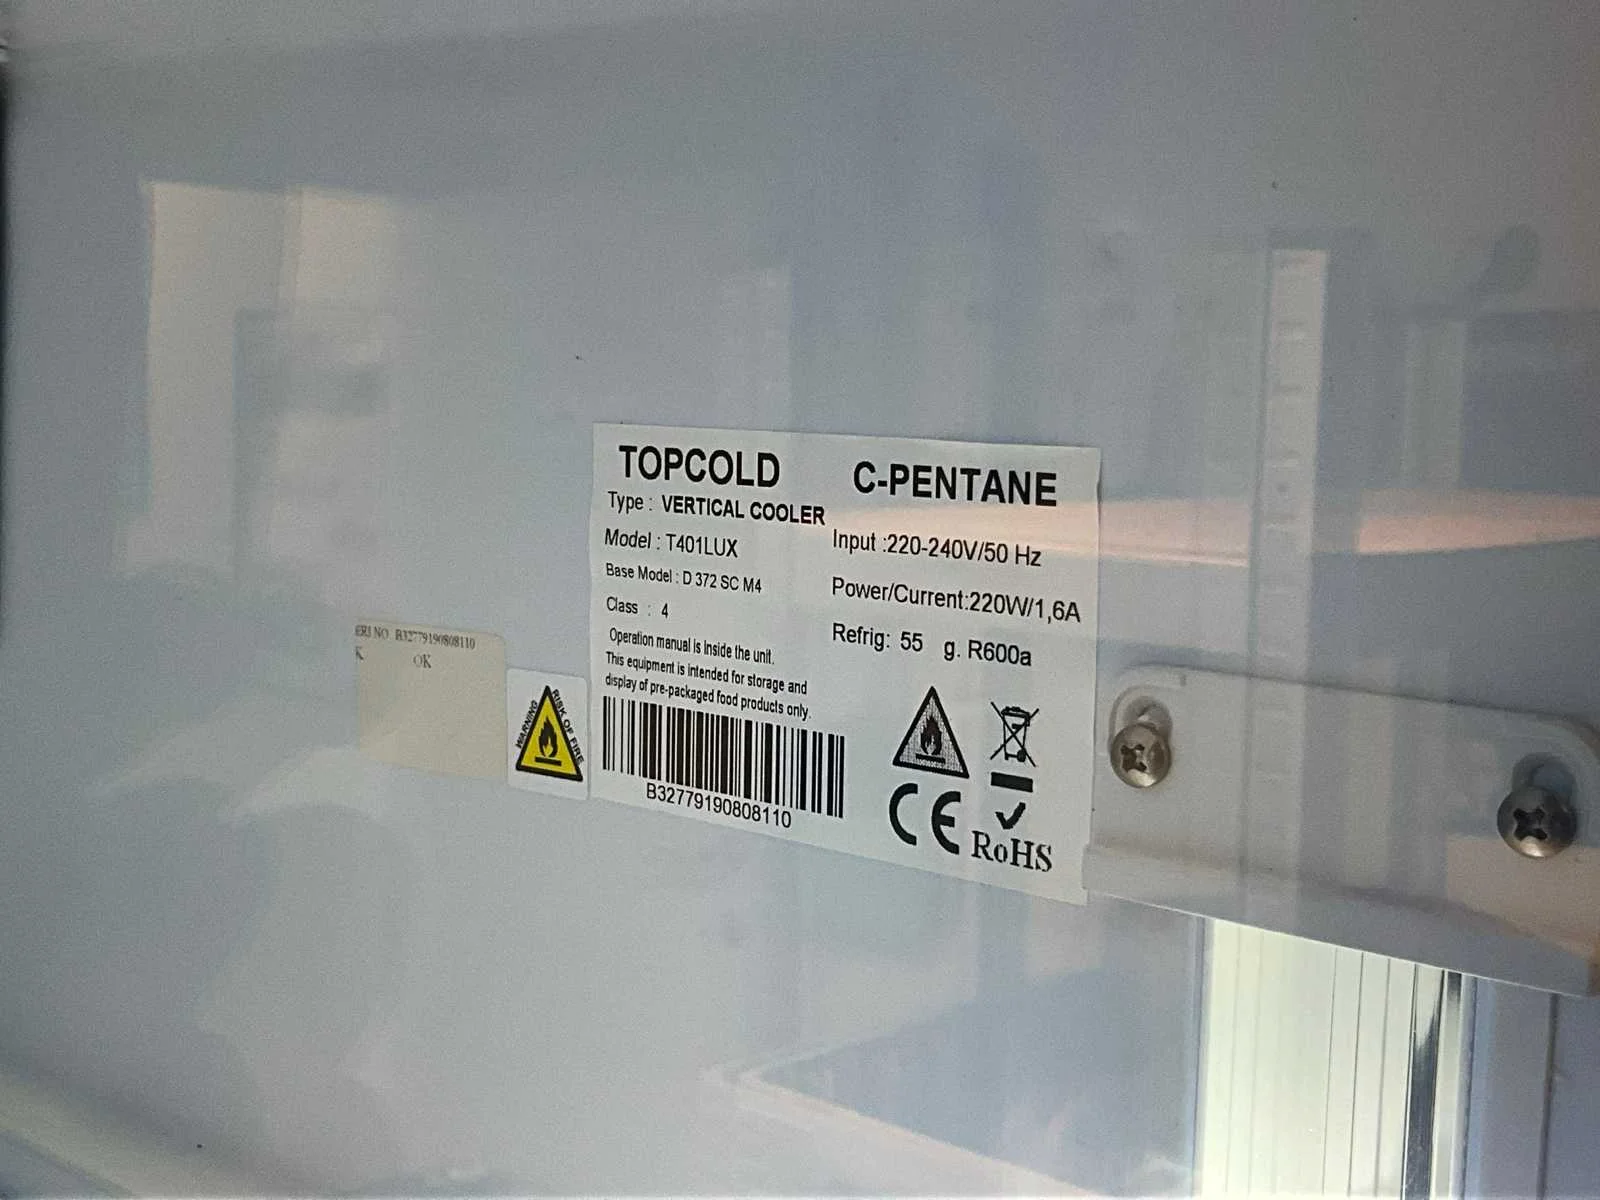 TOPCOLD
C-PENTANE
Type : VERTICAL COOLER
Model : T401LUX
Base Model : D 372 SC M4
Class : 4
Input :220-240V/50 Hz
Power/Current:220W/1,6A
Refrig: 55 g. R600a
Operation manual is Inside the unit.
This equipment is intended for storage and
display of pre-packaged food products only.
B32779190808110
CE
RoHS
WARNING
RISK OF FIRE
ERI NO B32779190808110
K OK